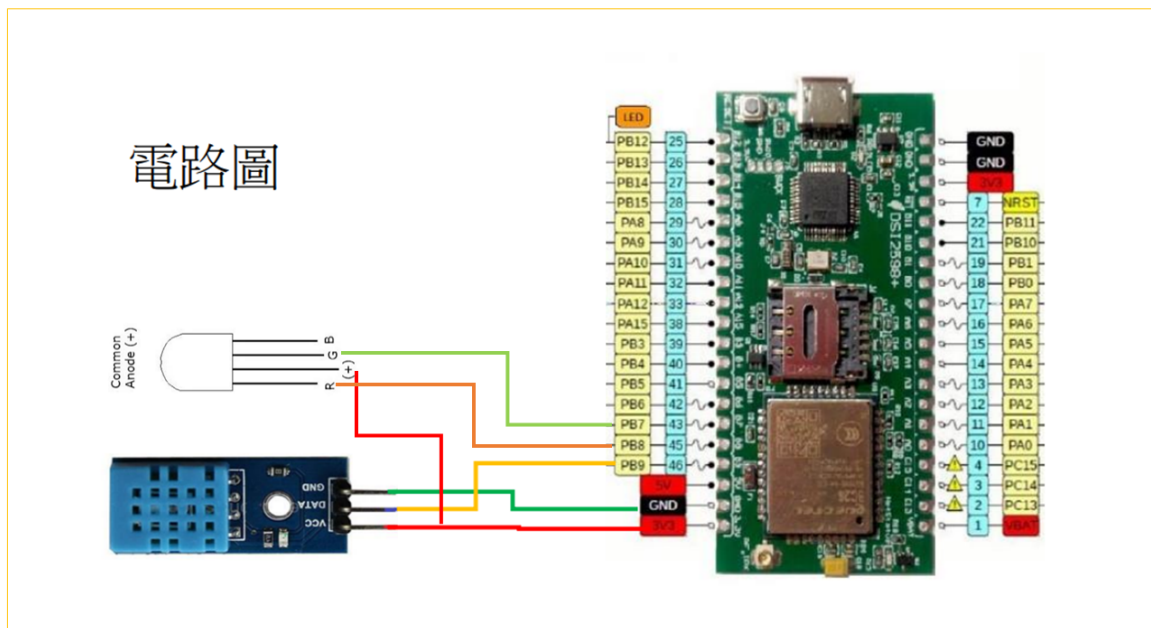 電路圖
Common
Anode (+)
B
G
(+)
R
GND
DATA
VCC
LED
PB12 25
PB13 26
PB14 27
PB15 28
PA8 29
PA9 30
PA10 31
PA11 32
PA12 33
PA15 38
PB3 39
PB4 40
PB5 41
PB6 42
PB7 43
PB8 45
PB9 46
5V
GND
3V3
DSI2598+
GND
GND
3V3
7 NRST
22 PB11
21 PB10
19 PB1
18 PB0
17 PA7
16 PA6
15 PA5
14 PA4
13 PA3
12 PA2
11 PA1
10 PA0
4 PC15
3 PC14
2 PC13
1 VBAT